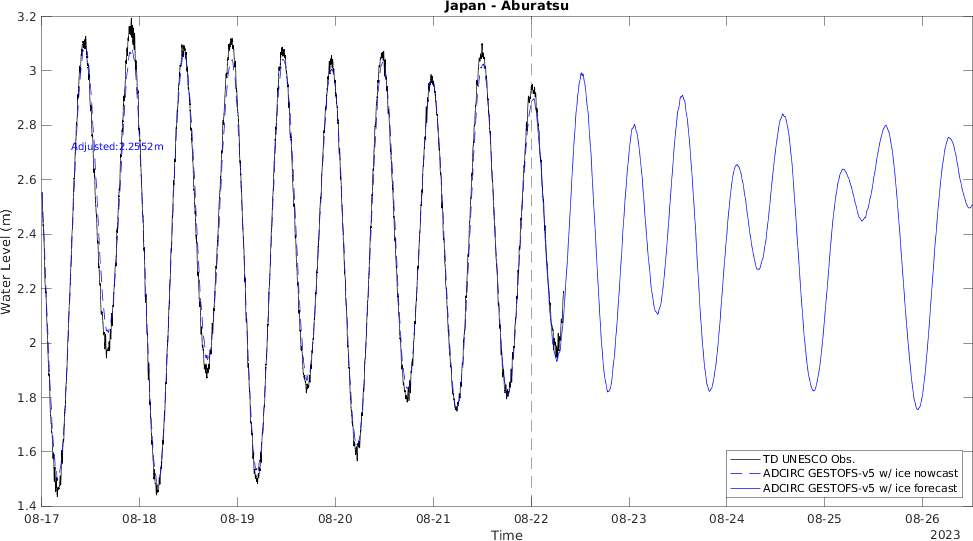 Japan - Aburatsu
3.2
3
2.8
2.6
2.4
2.2
2
1.8
1.6
1.4
Water Level (m)
Adjusted:2.2552m
TD UNESCO Obs.
ADCIRC GESTOFS-v5 w/ ice nowcast
ADCIRC GESTOFS-v5 w/ ice forecast
08-17 08-18 08-19 08-20 08-21 08-22 08-23 08-24 08-25 08-26
Time
2023